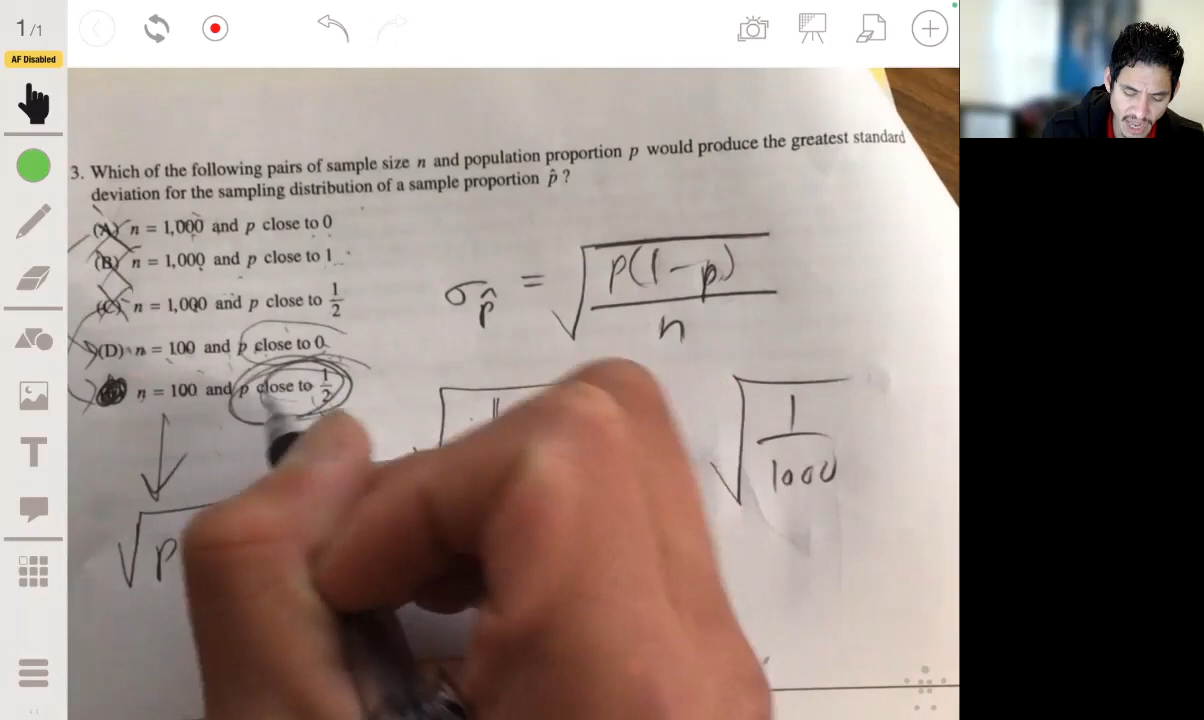 1/1
AF Disabled
3. Which of the following pairs of sample size n and population proportion p would produce the greatest standard
deviation for the sampling distribution of a sample proportion p̂ ?
(A) n = 1,000 and p close to 0
(B) n = 1,000 and p close to 1
(C) n = 1,000 and p close to 1/2
(D) n = 100 and p close to 0
n = 100 and p close to 1/2
σp̂ = √(p(1-p)/n)
√(1/1000)
√p
T